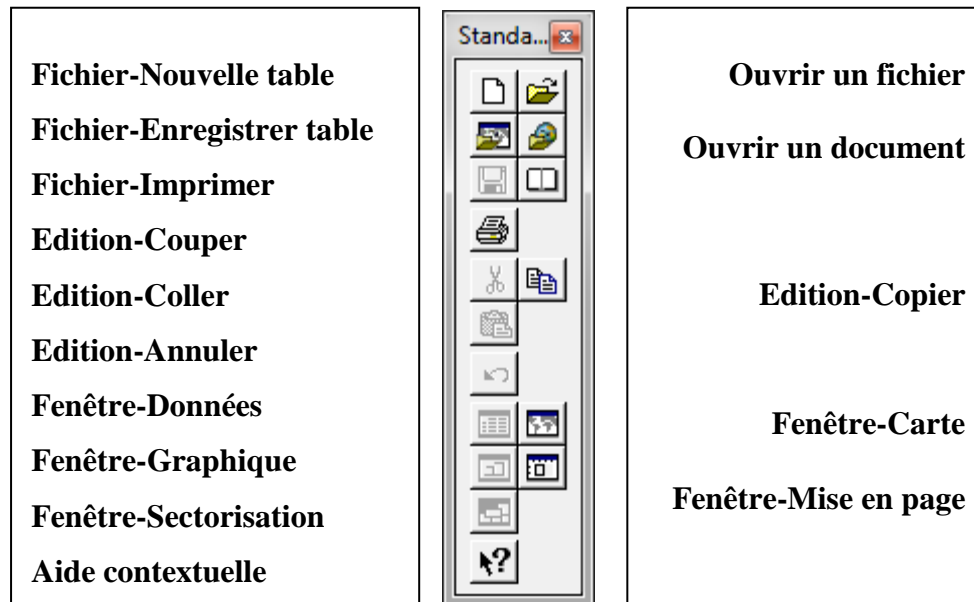 Fichier-Nouvelle table
Fichier-Enregistrer table
Fichier-Imprimer
Edition-Couper
Edition-Coller
Edition-Annuler
Fenêtre-Données
Fenêtre-Graphique
Fenêtre-Sectorisation
Aide contextuelle
Standa...
Ouvrir un fichier
Ouvrir un document
Edition-Copier
Fenêtre-Carte
Fenêtre-Mise en page